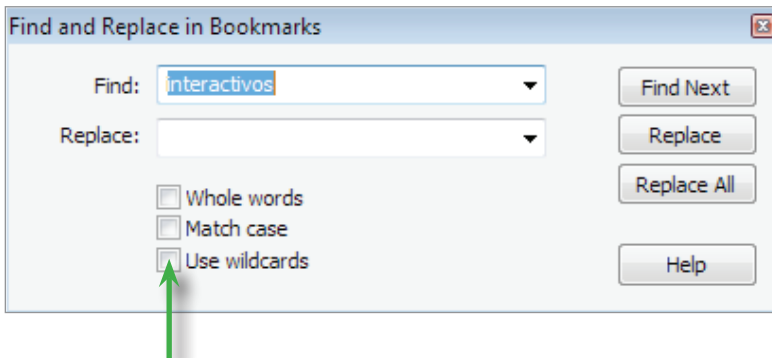 Find and Replace in Bookmarks
Find: interactivos Find Next
Replace: Replace
Replace All
Whole words
Match case
Use wildcards
Help